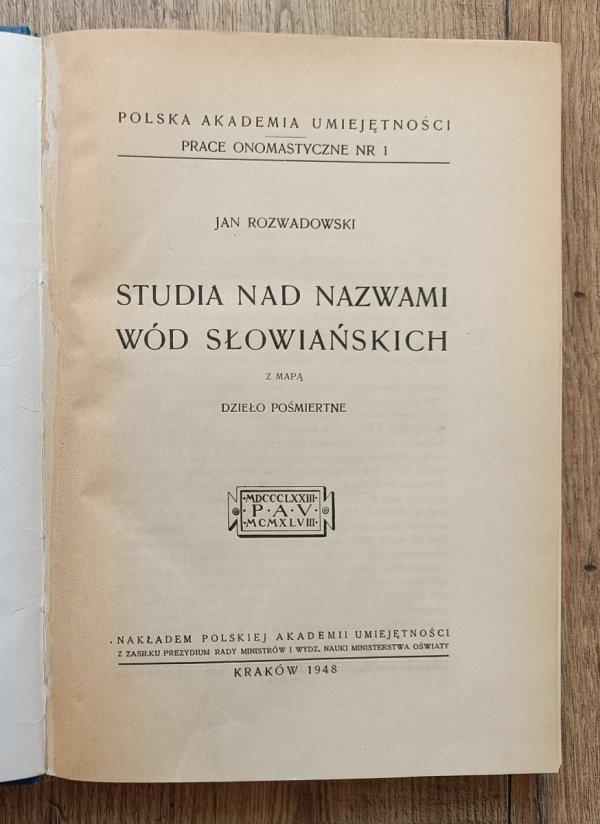 POLSKA AKADEMIA UMIEJĘTNOŚCI
PRACE ONOMASTYCZNE NR 1
JAN ROZWADOWSKI
STUDIA NAD NAZWAMI
WÓD SŁOWIAŃSKICH
Z MAPĄ
DZIEŁO POŚMIERTNE
·MDCCCLXXIII·
·P·A·V·
·MCMXLVIII·
NAKŁADEM POLSKIEJ AKADEMII UMIEJĘTNOŚCI
Z ZASIŁKU PREZYDIUM RADY MINISTRÓW I WYDZ. NAUKI MINISTERSTWA OŚWIATY
KRAKÓW 1948